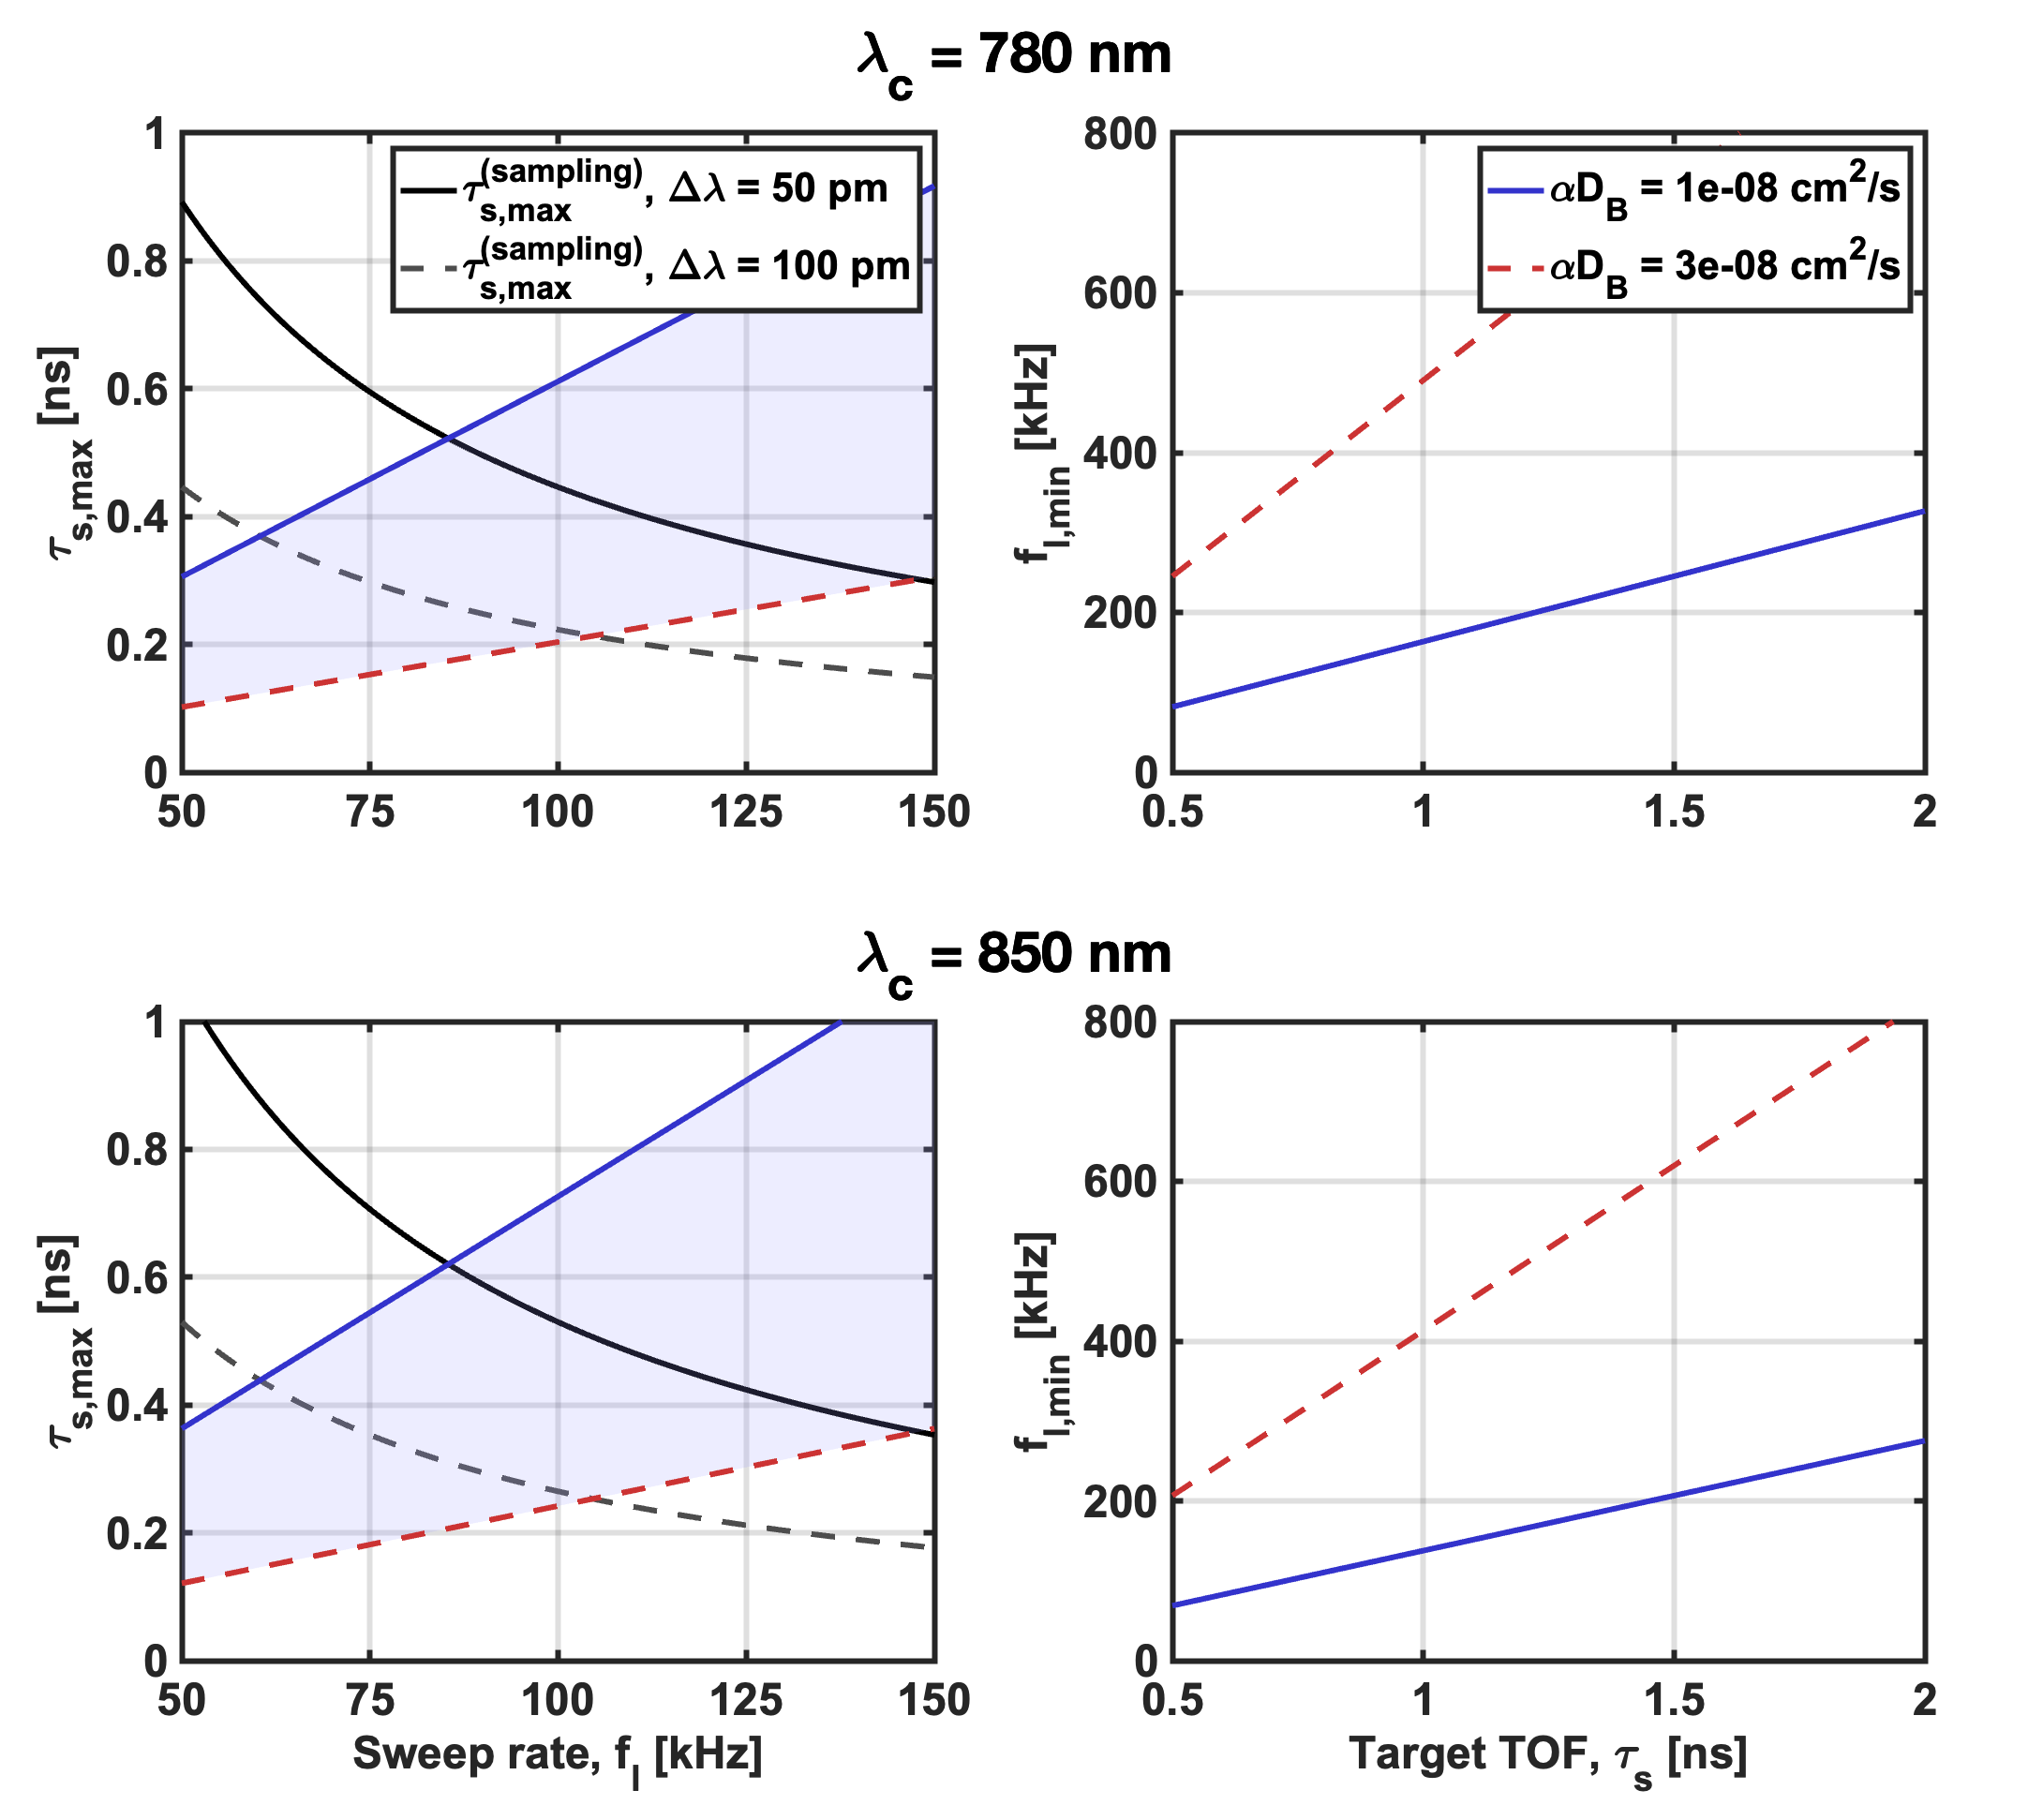 λc = 780 nm
1
0.8
0.6
0.4
0.2
0
τs,max [ns]
50 75 100 125 150
τs,max(sampling), Δλ = 50 pm
τs,max(sampling), Δλ = 100 pm
800
600
400
200
0
fl,min [kHz]
0.5 1 1.5 2
αDB = 1e-08 cm2/s
αDB = 3e-08 cm2/s
λc = 850 nm
1
0.8
0.6
0.4
0.2
0
τs,max [ns]
50 75 100 125 150
Sweep rate, fl [kHz]
800
600
400
200
0
fl,min [kHz]
0.5 1 1.5 2
Target TOF, τs [ns]